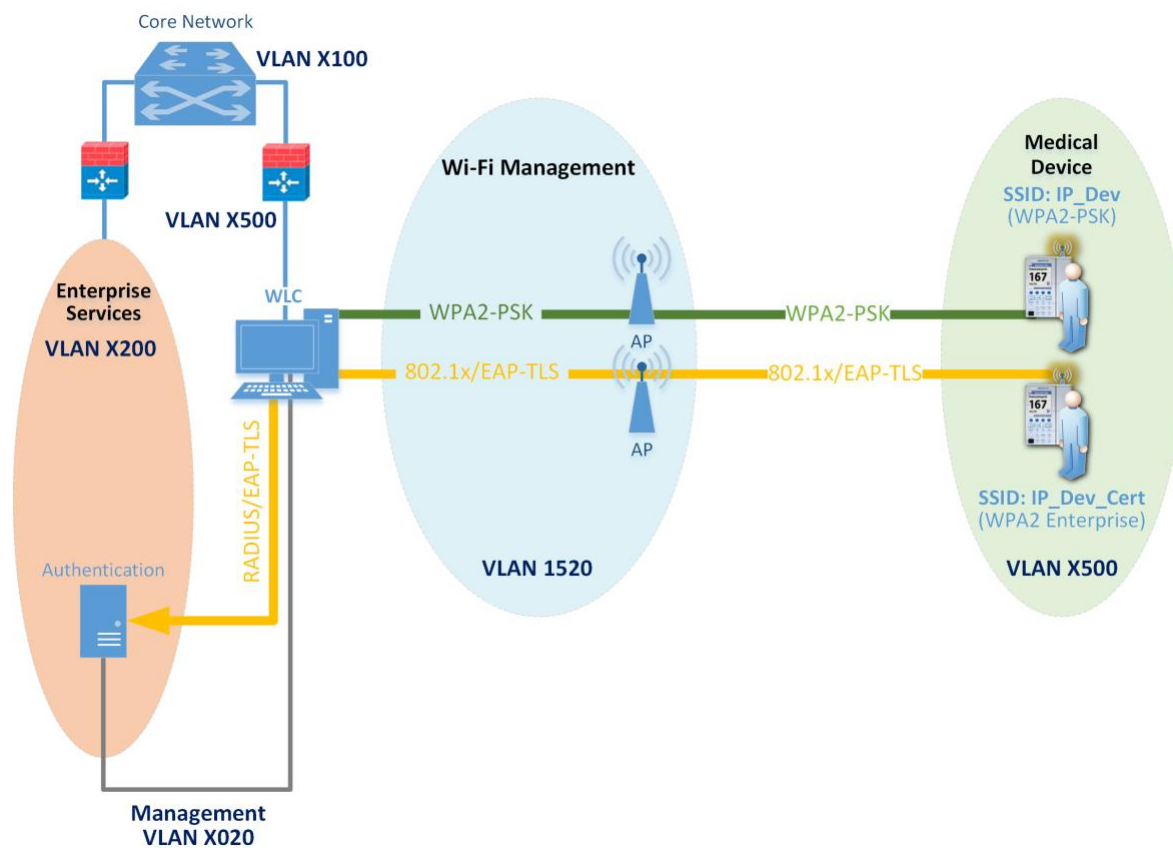 Core Network
VLAN X100
VLAN X500
Enterprise
Services
VLAN X200
WLC
Authentication
RADIUS/EAP-TLS
Management
VLAN X020
Wi-Fi Management
WPA2-PSK
AP
802.1x/EAP-TLS
AP
VLAN 1520
WPA2-PSK
802.1x/EAP-TLS
Medical
Device
SSID: IP_Dev
(WPA2-PSK)
167
167
SSID: IP_Dev_Cert
(WPA2 Enterprise)
VLAN X500